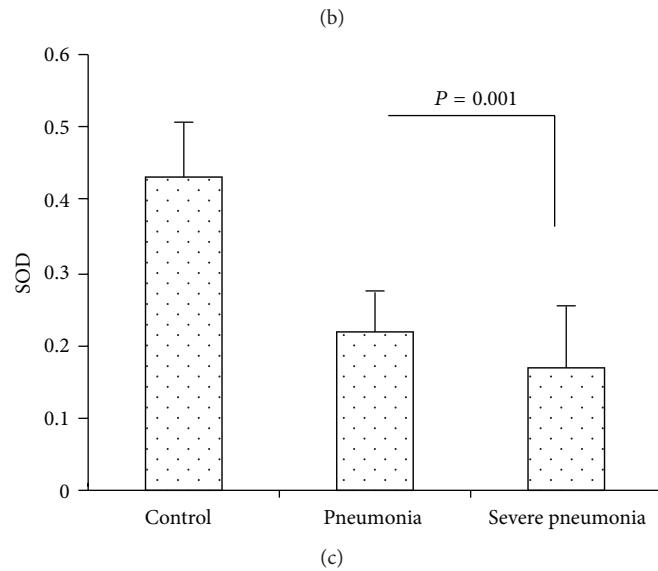 (b)
0.6
P = 0.001
0.5
0.4
SOD
0.3
0.2
0.1
0
Control Pneumonia Severe pneumonia
(c)